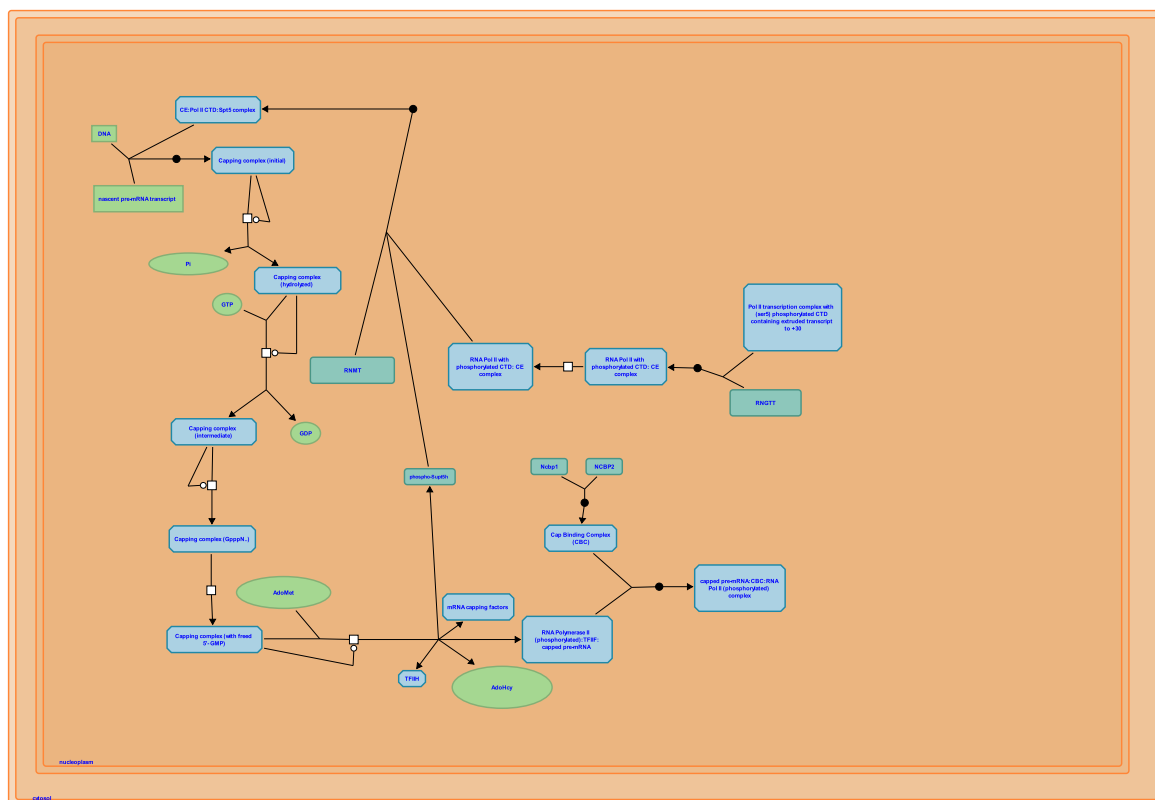 CE:Pol II CTD:Spt5 complex
DNA
Capping complex (initial)
nascent pre-mRNA transcript
Pi
Capping complex
(hydrolyzed)
GTP
Pol II transcription complex with
(ser5) phosphorylated CTD
containing extruded transcript
to +30
RNMT
RNA Pol II with
phosphorylated CTD: CE
complex
RNA Pol II with
phosphorylated CTD: CE
complex
RNGTT
Capping complex
(intermediate)
GDP
phospho-Supt5h
Ncbp1
NCBP2
Capping complex (GpppN..)
Cap Binding Complex
(CBC)
AdoMet
mRNA capping factors
capped pre-mRNA:CBC:RNA
Pol II (phosphorylated)
complex
Capping complex (with freed
5'- GMP)
RNA Polymerase II
(phosphorylated):TFIIF:
capped pre-mRNA
TFIIH
AdoHcy
nucleoplasm
cytosol